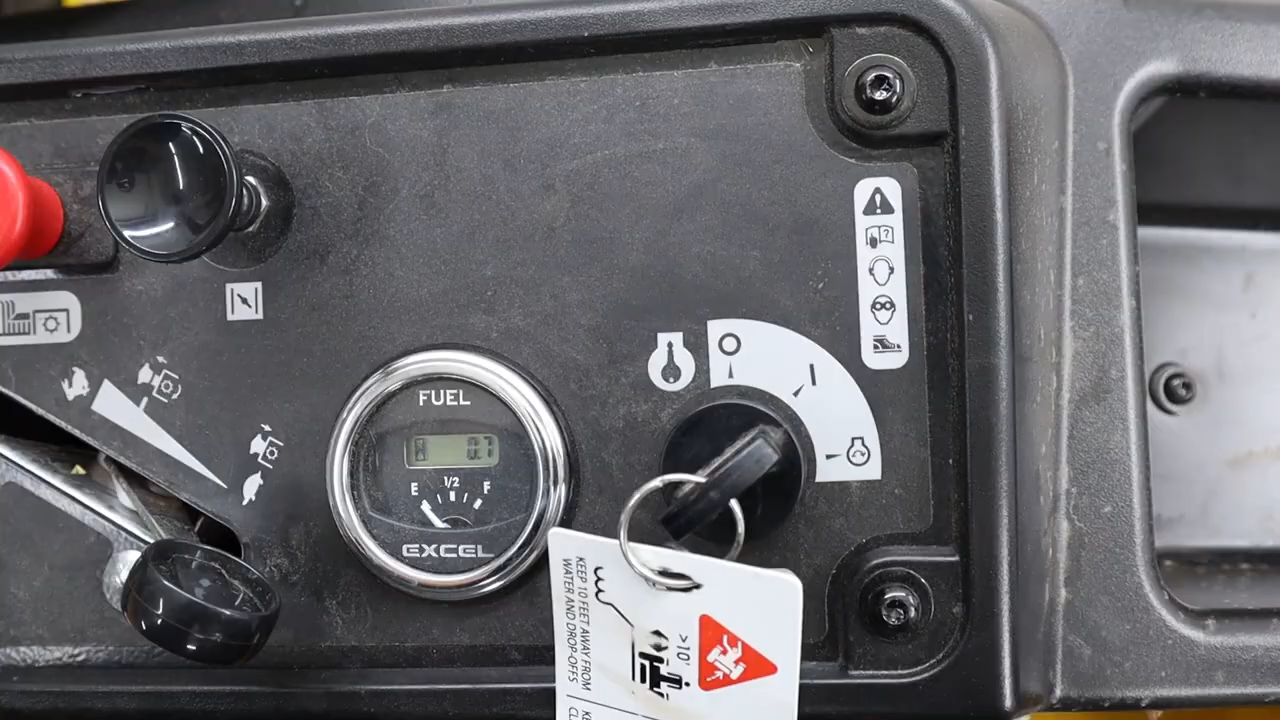 FUEL
0.7
E 1/2 F
EXCEL
KEEP 10 FEET AWAY FROM
WATER AND DROP-OFFS
>10'